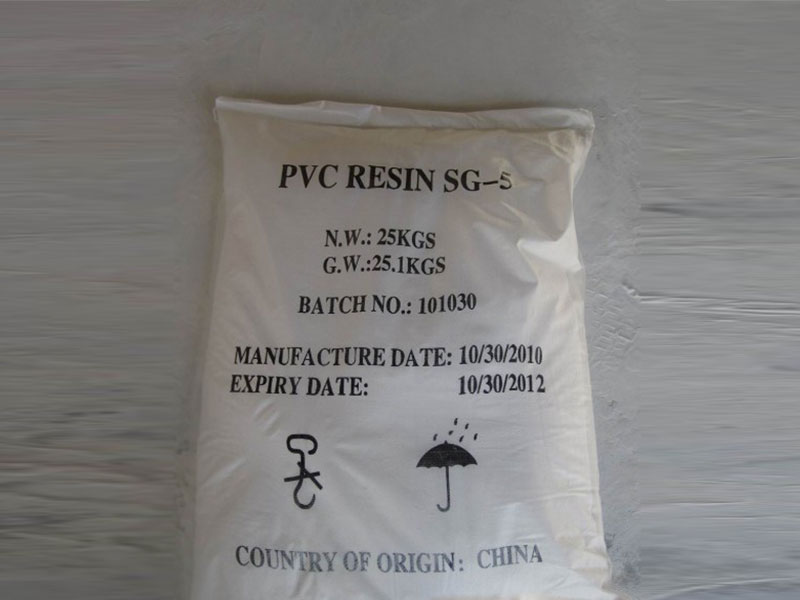 PVC RESIN SG-5
N.W.: 25KGS
G.W.:25.1KGS
BATCH NO.: 101030
MANUFACTURE DATE: 10/30/2010
EXPIRY DATE: 10/30/2012
COUNTRY OF ORIGIN: CHINA